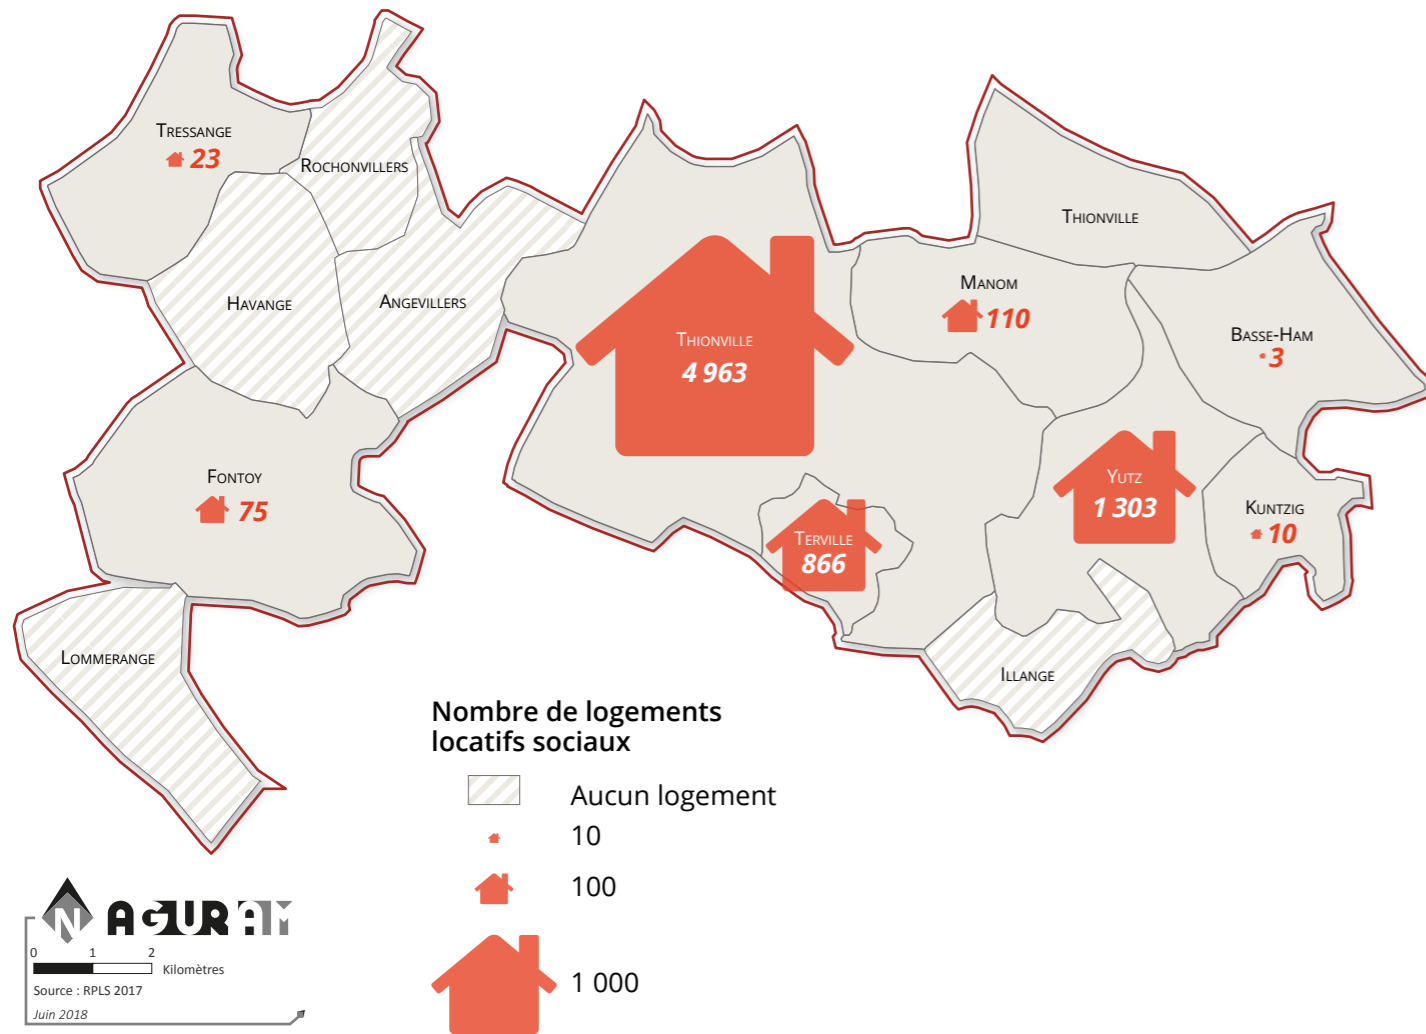 Tressange
23
Rochonvillers
Havange
Angevillers
Thionville
4 963
Thionville
Manom
110
Basse-Ham
3
Fontoy
75
Yutz
1 303
Kuntzig
10
Terville
866
Lommerange
Illange
Nombre de logements
locatifs sociaux
Aucun logement
10
100
1 000
N AGURAM
0 1 2
Kilomètres
Source : RPLS 2017
Juin 2018